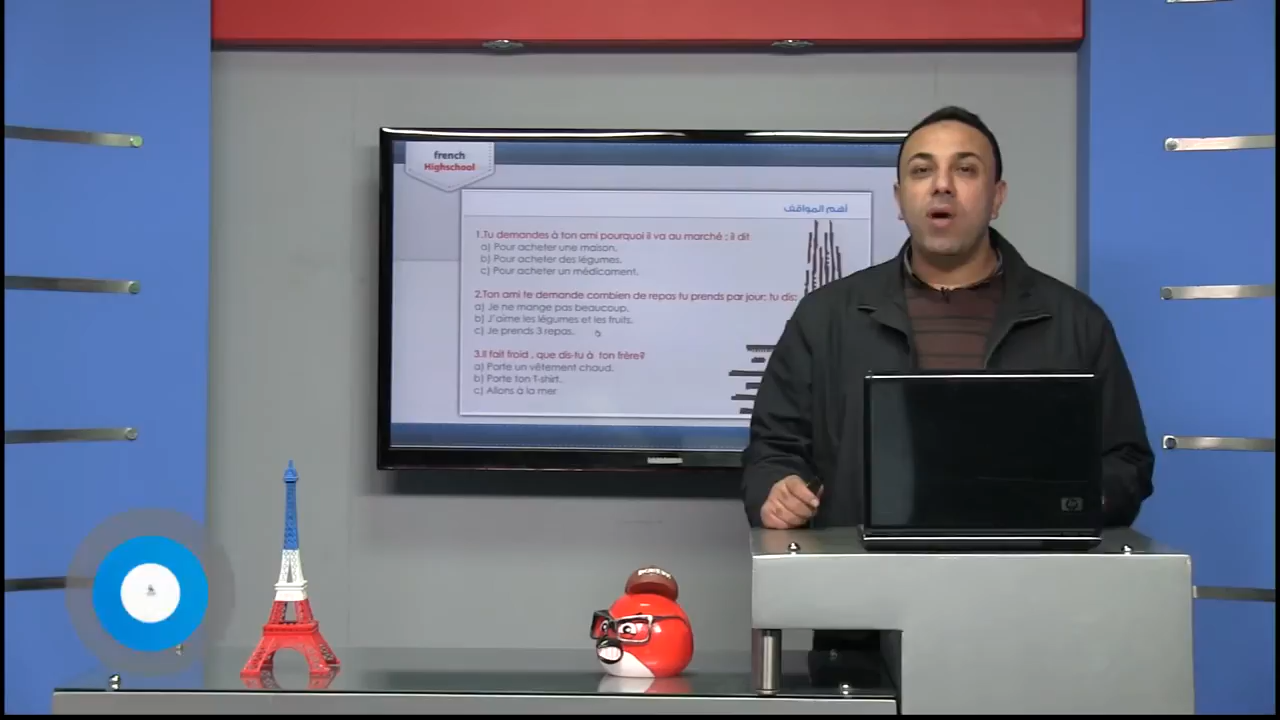 french
Highschool
أهم المواقف
1.Tu demandes à ton ami pourquoi il va au marché ; il dit
a) Pour acheter une maison.
b) Pour acheter des légumes.
c) Pour acheter un médicament.
2.Ton ami te demande combien de repas tu prends par jour; tu dis:
a) Je ne mange pas beaucoup.
b) J'aime les légumes et les fruits.
c) Je prends 3 repas.
3.Il fait froid , que dis-tu à ton frère?
a) Porte un vêtement chaud.
b) Porte ton T-shirt.
c) Allons à la mer
hp